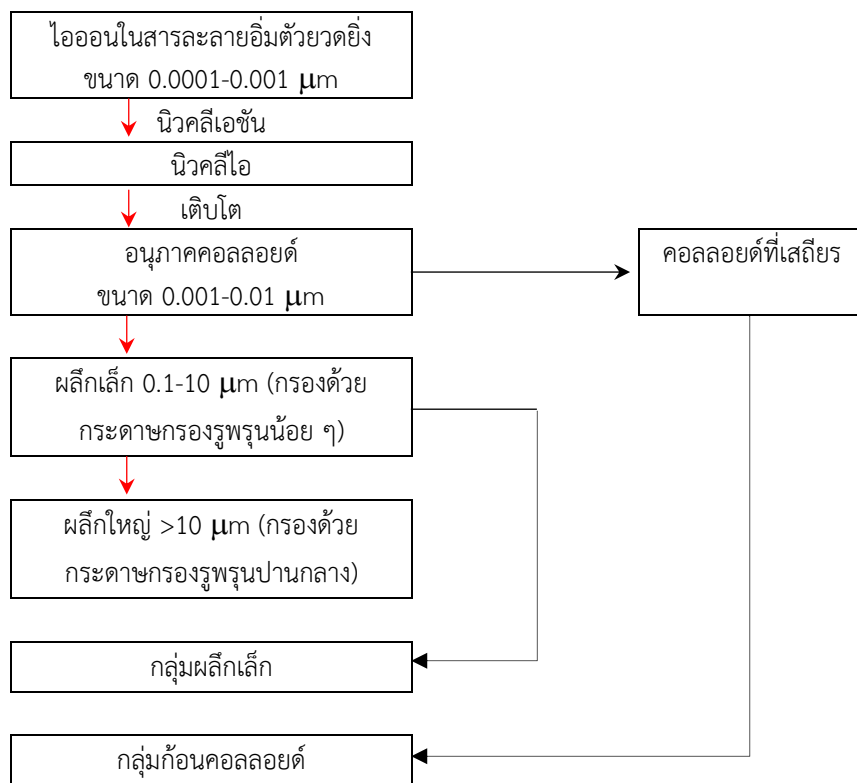 ไอออนในสารละลายอิ่มตัวยวดยิ่ง
ขนาด 0.0001-0.001 μm
นิวคลีเอชัน
นิวคลีไอ
เติบโต
อนุภาคคอลลอยด์
ขนาด 0.001-0.01 μm
คอลลอยด์ที่เสถียร
ผลึกเล็ก 0.1-10 μm (กรองด้วย
กระดาษกรองรูพรุนน้อย ๆ)
ผลึกใหญ่ >10 μm (กรองด้วย
กระดาษกรองรูพรุนปานกลาง)
กลุ่มผลึกเล็ก
กลุ่มก้อนคอลลอยด์